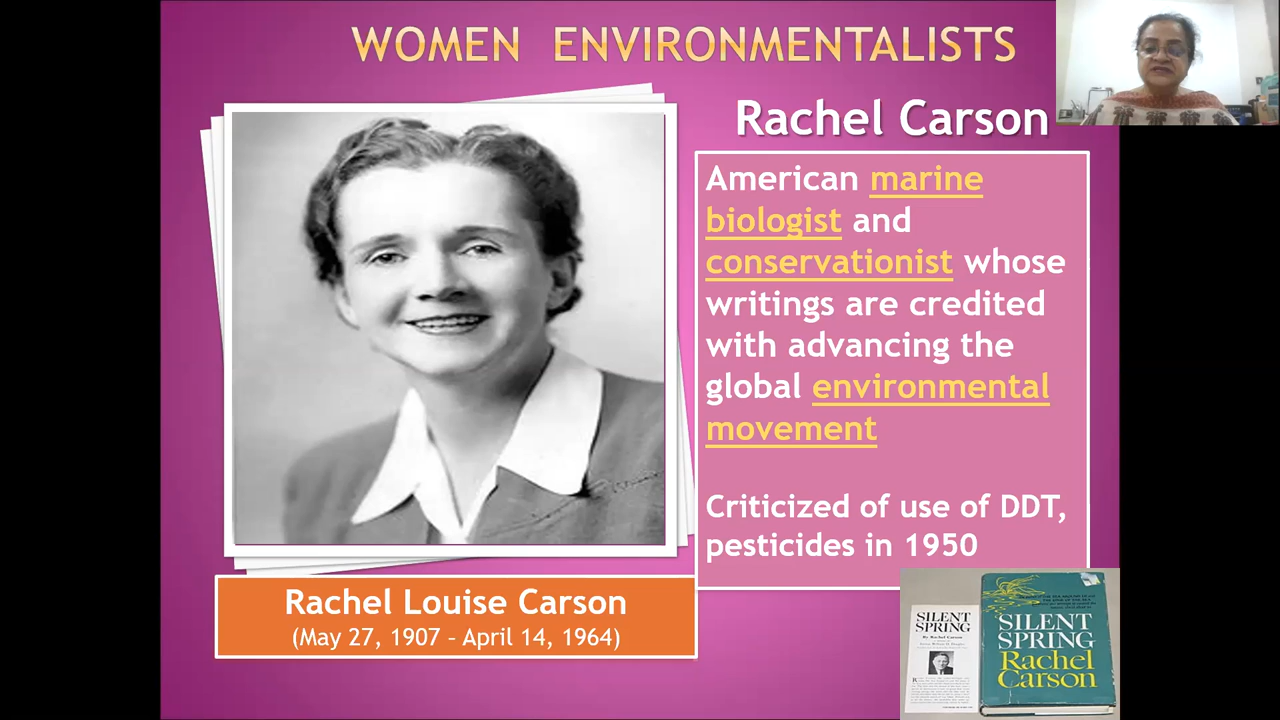 WOMEN ENVIRONMENTALISTS
Rachel Carson
American marine
biologist and
conservationist whose
writings are credited
with advancing the
global environmental
movement
Criticized of use of DDT,
pesticides in 1950
Rachel Louise Carson
(May 27, 1907 – April 14, 1964)
SILENT
SPRING
By Rachel Carson
SILENT
SPRING
Rachel
Carson